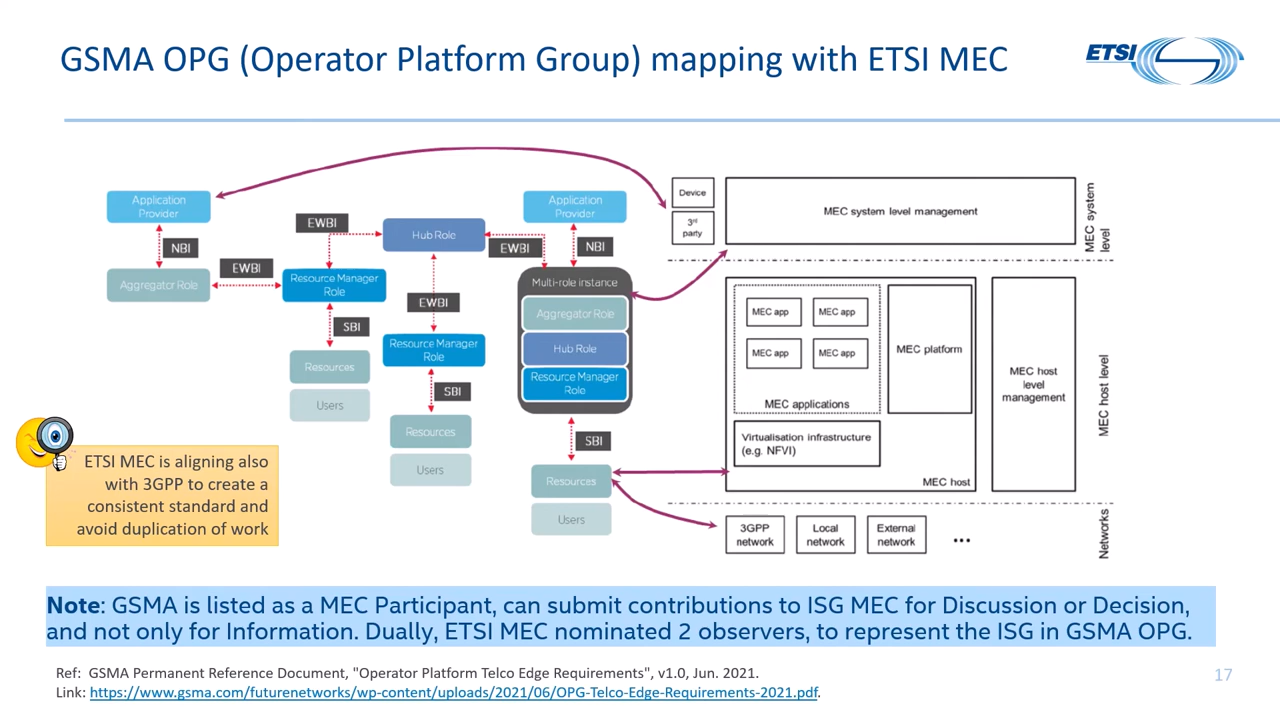 GSMA OPG (Operator Platform Group) mapping with ETSI MEC
ETSI
Application
Provider
NBI
Aggregator Role
EWBI
EWBI
Resource Manager
Role
SBI
Resources
Users
Hub Role
EWBI
Resource Manager
Role
SBI
Resources
Users
EWBI
Application
Provider
NBI
Multi-role instance
Aggregator Role
Hub Role
Resource Manager
Role
SBI
Resources
Users
Device
3rd
party
MEC system level management
MEC system
level
MEC app
MEC app
MEC app
MEC app
MEC applications
MEC platform
Virtualisation infrastructure
(e.g. NFVI)
MEC host
MEC host
level
management
MEC host level
3GPP
network
Local
network
External
network
•••
Networks
ETSI MEC is aligning also
with 3GPP to create a
consistent standard and
avoid duplication of work
Note: GSMA is listed as a MEC Participant, can submit contributions to ISG MEC for Discussion or Decision,
and not only for Information. Dually, ETSI MEC nominated 2 observers, to represent the ISG in GSMA OPG.
Ref: GSMA Permanent Reference Document, "Operator Platform Telco Edge Requirements", v1.0, Jun. 2021.
Link: https://www.gsma.com/futurenetworks/wp-content/uploads/2021/06/OPG-Telco-Edge-Requirements-2021.pdf.
17